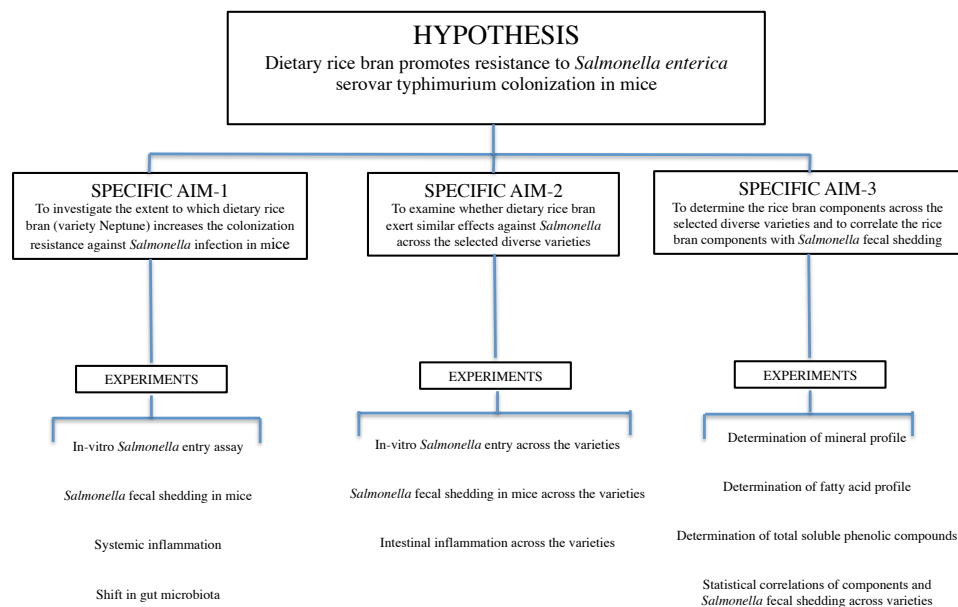 HYPOTHESIS
Dietary rice bran promotes resistance to Salmonella enterica
serovar typhimurium colonization in mice
SPECIFIC AIM-1
To investigate the extent to which dietary rice
bran (variety Neptune) increases the colonization
resistance against Salmonella infection in mice
SPECIFIC AIM-2
To examine whether dietary rice bran
exert similar effects against Salmonella
across the selected diverse varieties
SPECIFIC AIM-3
To determine the rice bran components across the
selected diverse varieties and to correlate the rice
bran components with Salmonella fecal shedding
EXPERIMENTS
In-vitro Salmonella entry assay
Salmonella fecal shedding in mice
Systemic inflammation
Shift in gut microbiota
EXPERIMENTS
In-vitro Salmonella entry across the varieties
Salmonella fecal shedding in mice across the varieties
Intestinal inflammation across the varieties
EXPERIMENTS
Determination of mineral profile
Determination of fatty acid profile
Determination of total soluble phenolic compounds
Statistical correlations of components and
Salmonella fecal shedding across varieties